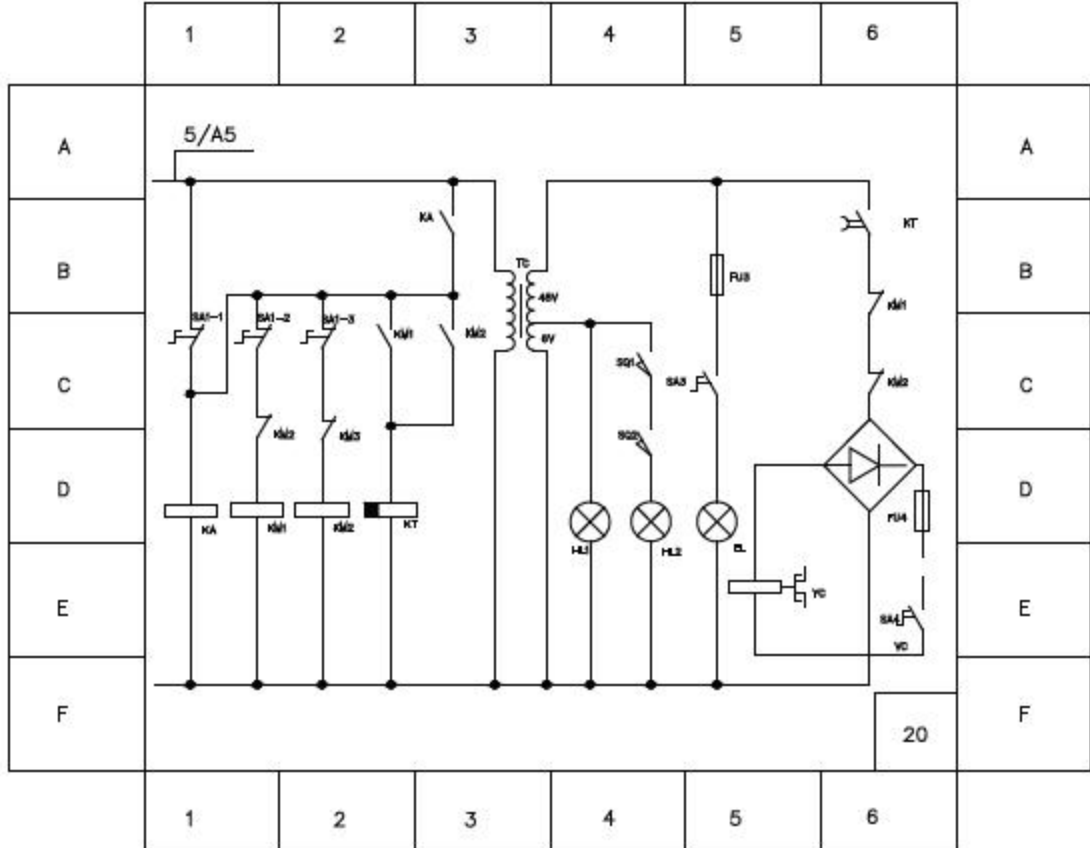 1 2 3 4 5 6
A A
5/A5
KA KT
B B
TC
48V FU3
KM1
SA1-1 SA1-2 SA1-3
KM1 KM2 6V
SQ1 SA3 KM2
C C
KM2 KM3 SQ2
D D
FU4
KA KM1 KM2 KT HL1 HL2 EL
E YC E
SA4
VC
F F
20
1 2 3 4 5 6